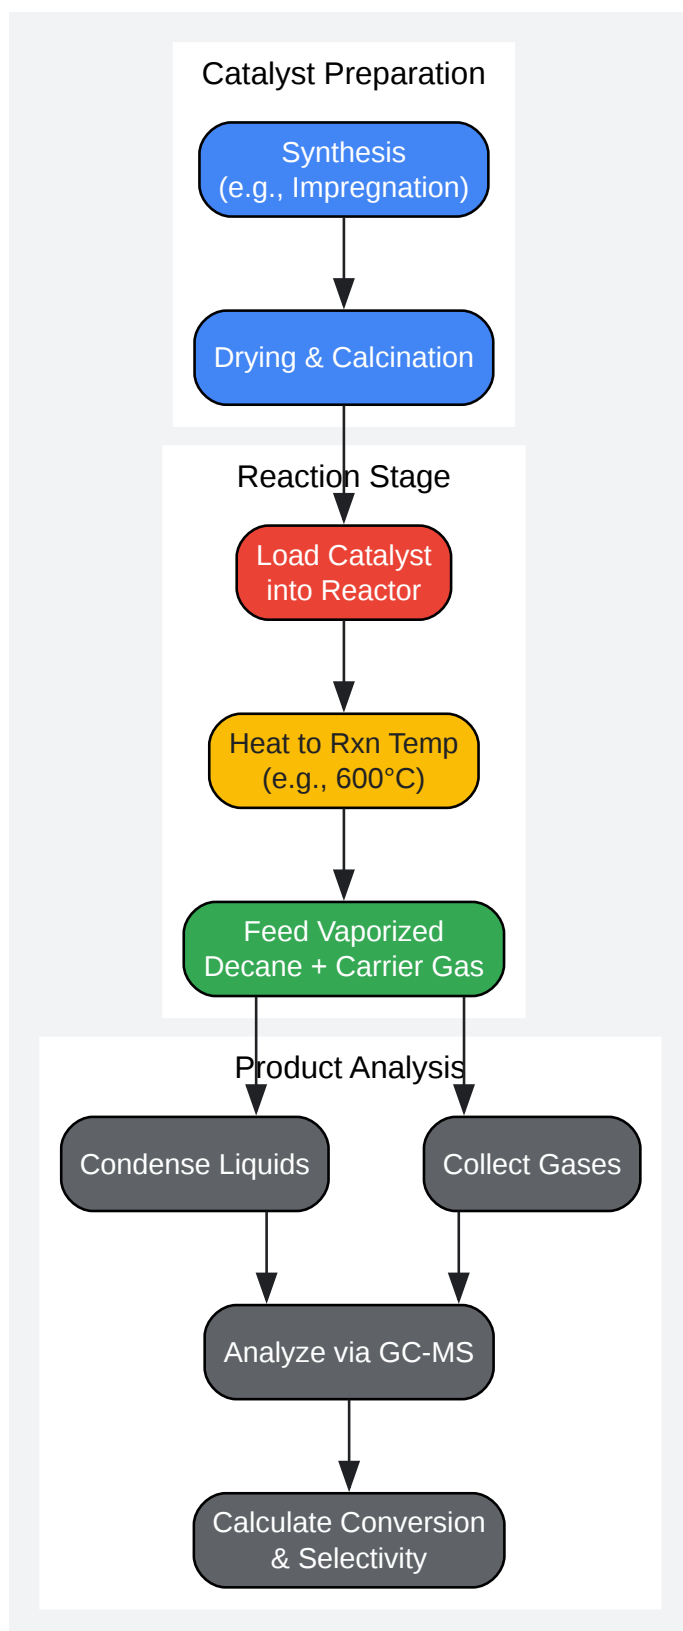 Catalyst Preparation
Synthesis
(e.g., Impregnation)
Drying & Calcination
Reaction Stage
Load Catalyst
into Reactor
Heat to Rxn Temp
(e.g., 600°C)
Feed Vaporized
Decane + Carrier Gas
Product Analysis
Condense Liquids
Collect Gases
Analyze via GC-MS
Calculate Conversion
& Selectivity